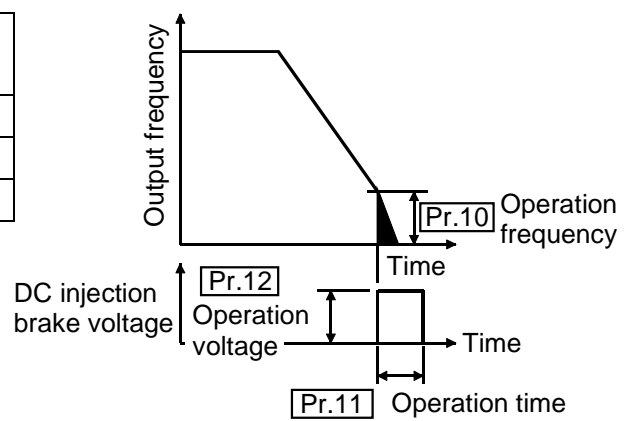 Output frequency
Pr.10
Operation
frequency
Time
DC injection
brake voltage
Pr.12
Operation
voltage
Time
Pr.11 Operation time